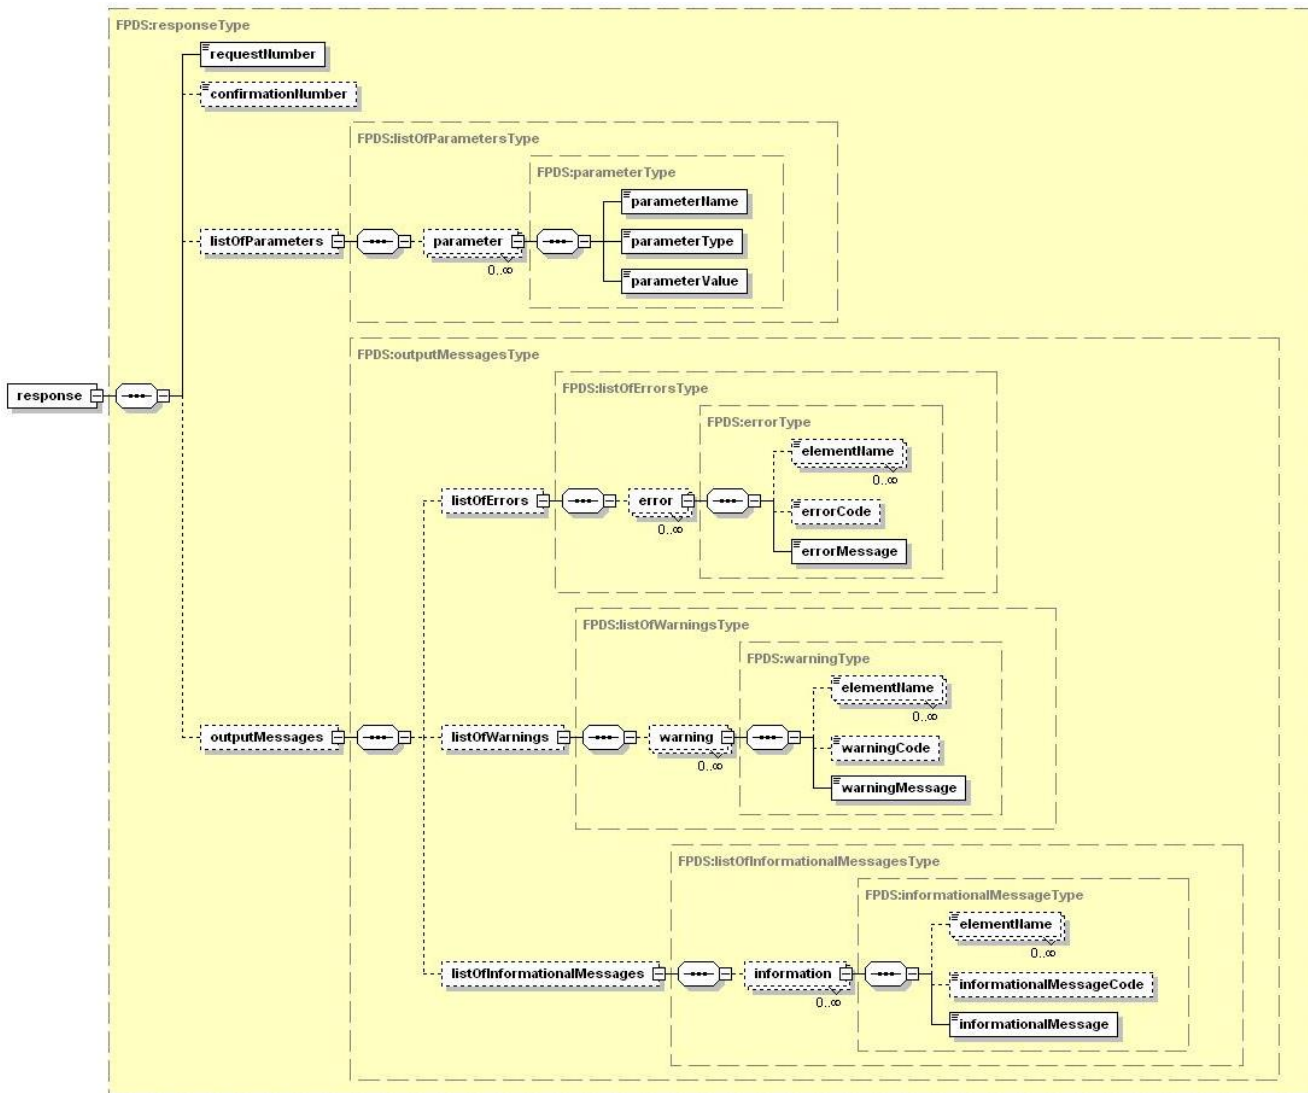 FPDS:responseType
requestNumber
confirmationNumber
FPDS:listOfParametersType
FPDS:parameterType
parameterName
listOfParameters
parameter
parameterType
0..∞
parameterValue
FPDS:outputMessagesType
response
FPDS:listOfErrorsType
FPDS:errorType
elementName
0..∞
listOfErrors
error
errorCode
0..∞
errorMessage
FPDS:listOfWarningsType
FPDS:warningType
elementName
0..∞
outputMessages
listOfWarnings
warning
warningCode
0..∞
warningMessage
FPDS:listOfInformationalMessagesType
FPDS:informationalMessageType
elementName
0..∞
listOfInformationalMessages
information
informationalMessageCode
0..∞
informationalMessage